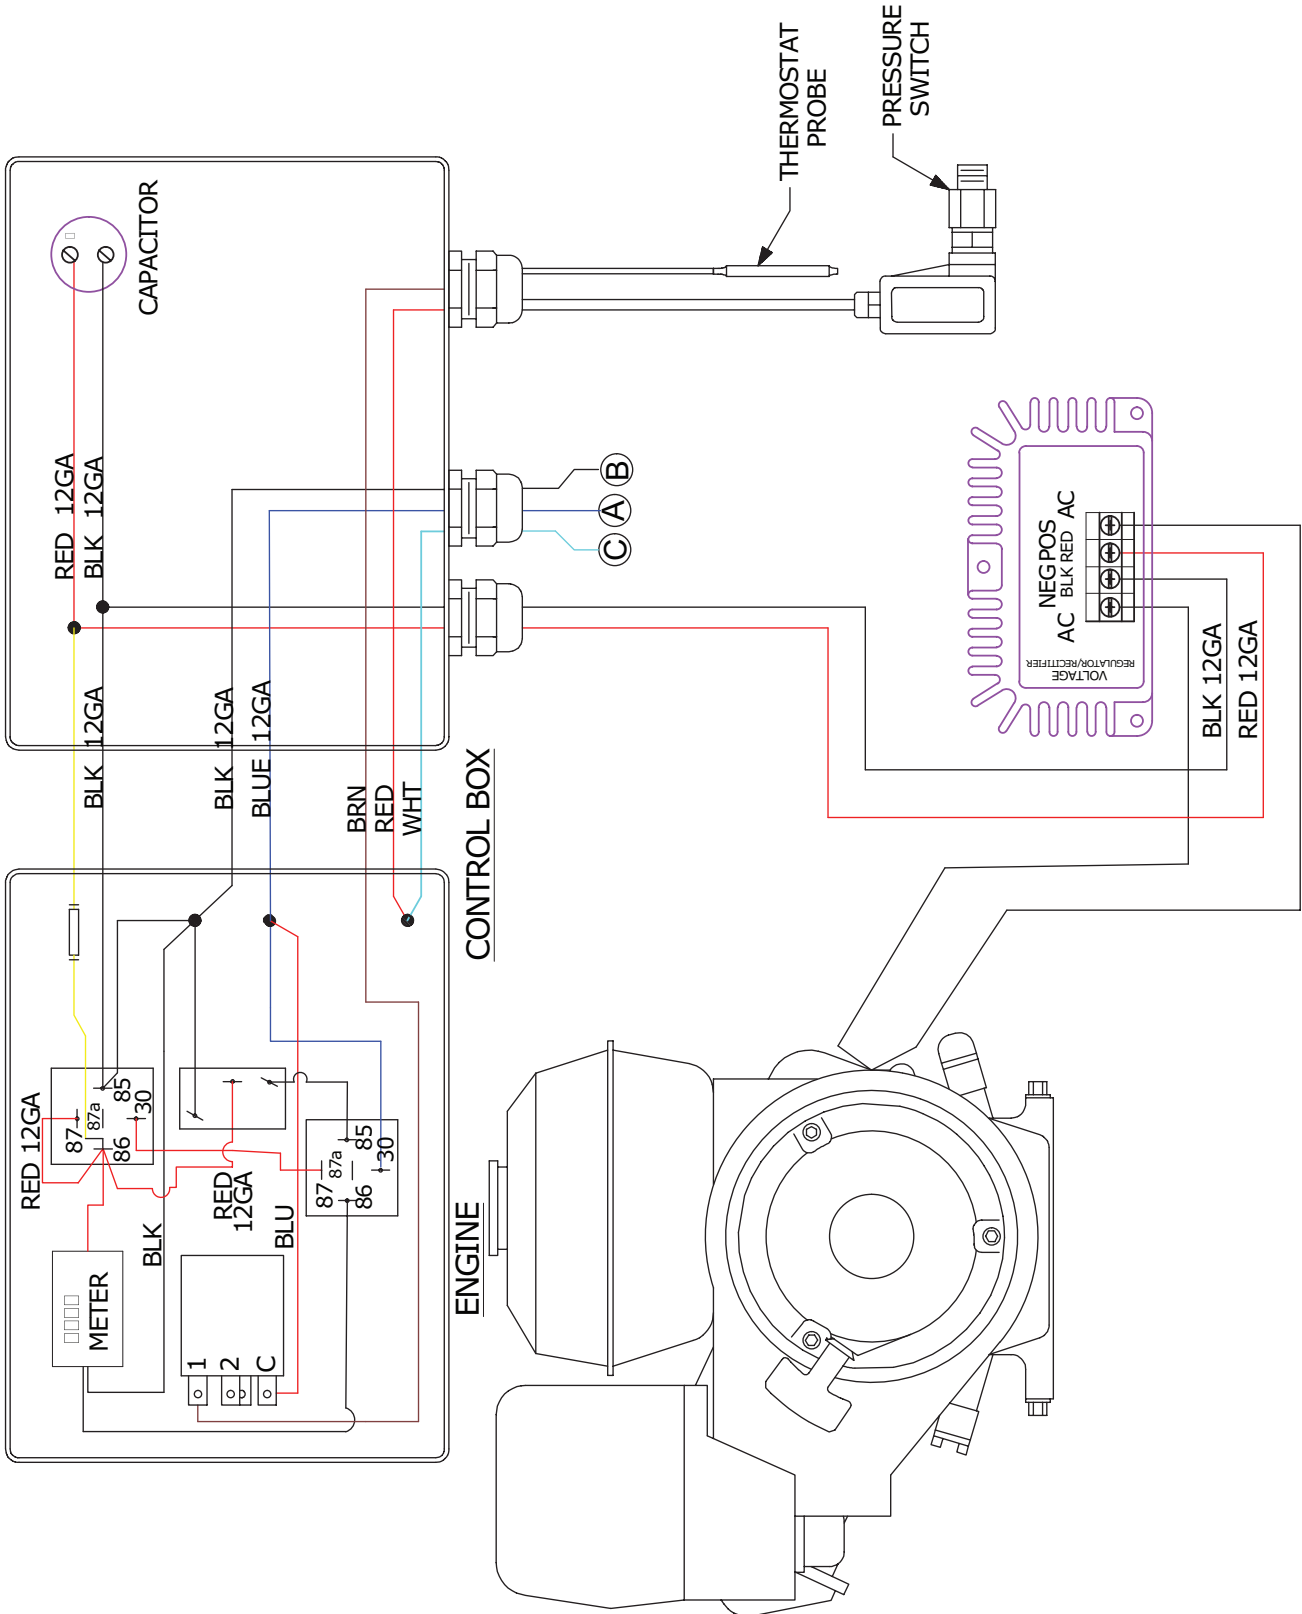 CAPACITOR
THERMOSTAT
PROBE
PRESSURE
SWITCH
RED 12GA
BLK 12GA
B
A
C
BLK 12GA
BLK 12GA
BLUE 12GA
BRN
RED
WHT
CONTROL BOX
NEG POS
AC BLK RED AC
VOLTAGE
REGULATOR/RECTIFIER
BLK 12GA
RED 12GA
RED 12GA
87
87a
85
86
30
RED
12GA
BLK
BLU
87
87a
85
86
30
METER
1
2
C
ENGINE